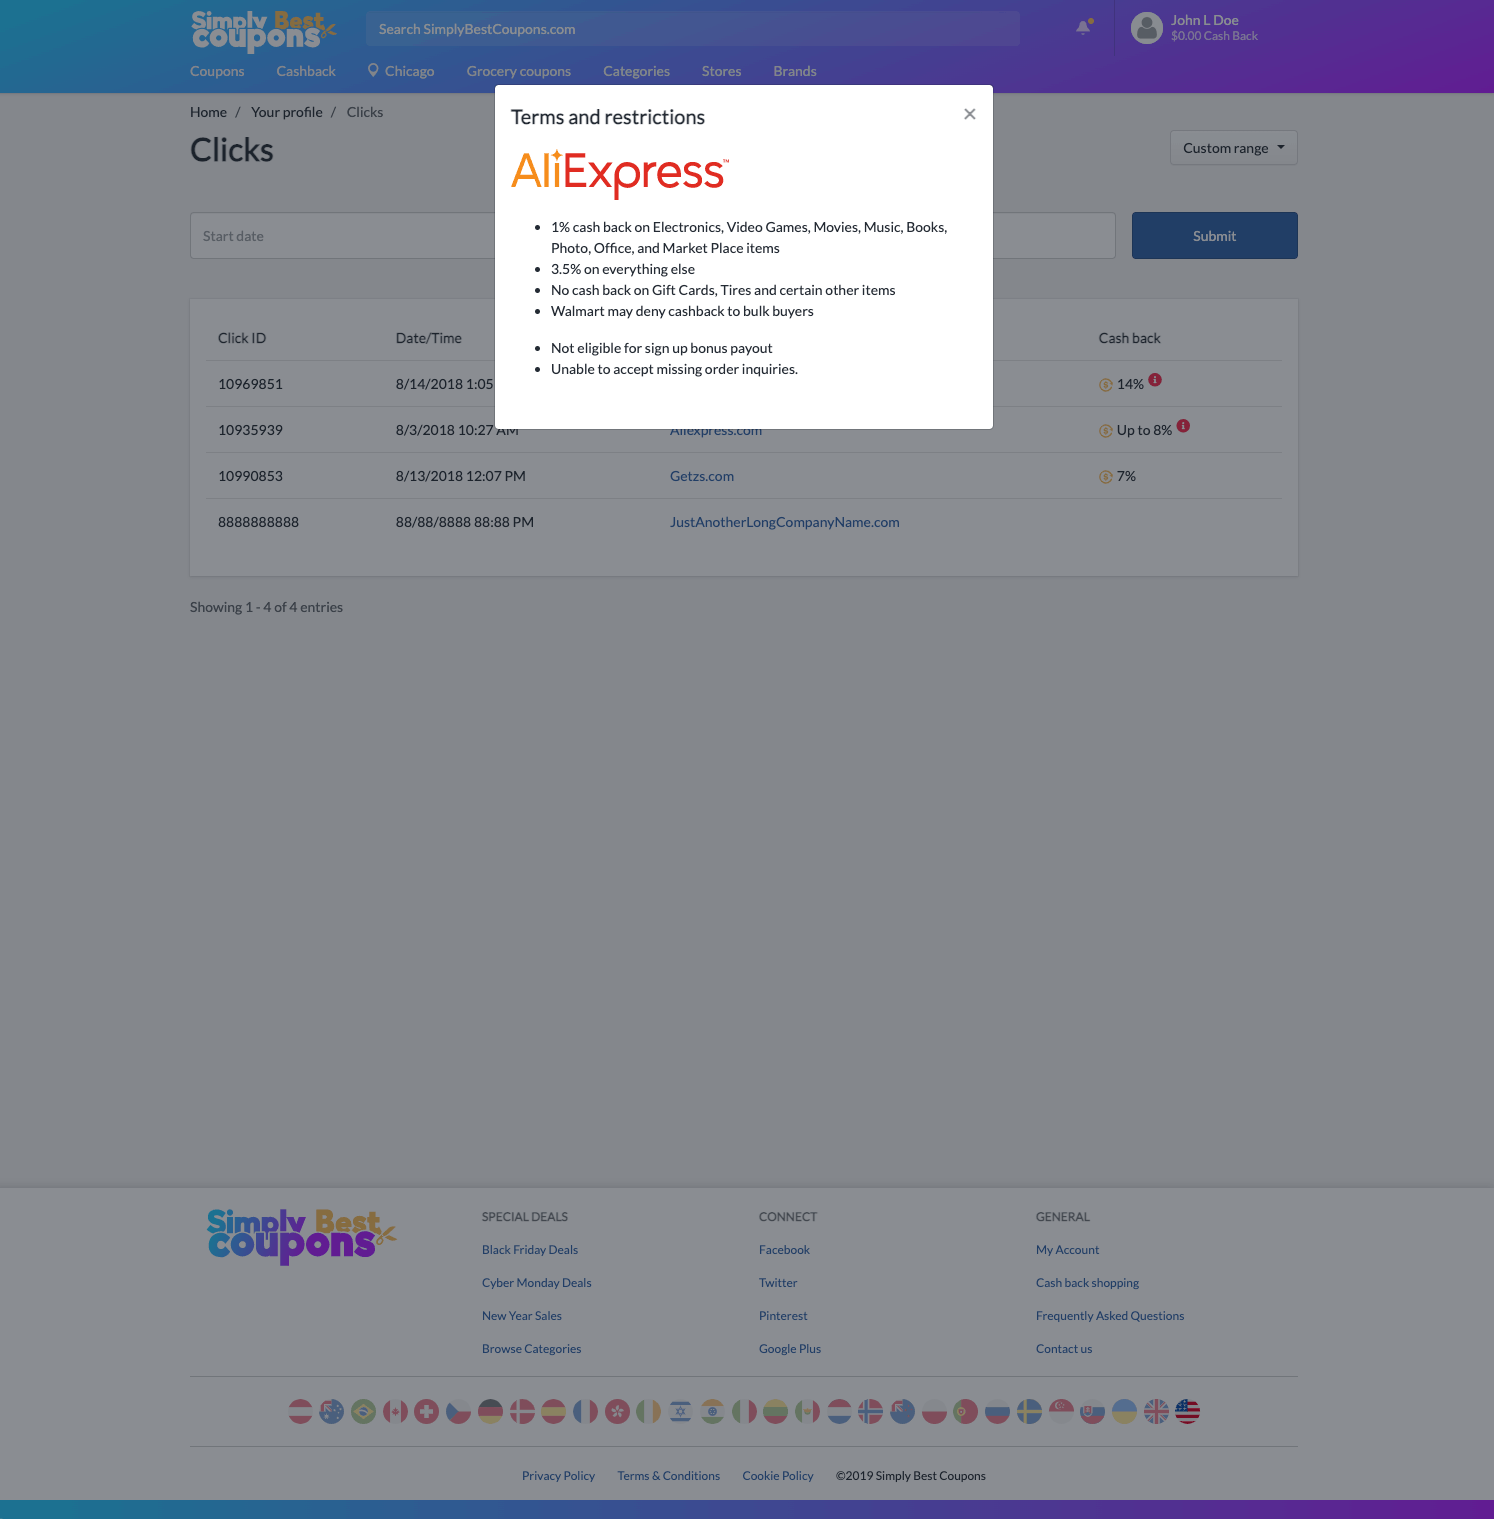 Simply Best
coupons
Search SimplyBestCoupons.com
John L Doe
$0.00 Cash Back
Coupons Cashback Chicago Grocery coupons Categories Stores Brands
Home / Your profile / Clicks
Clicks
Custom range
Start date
Submit
Terms and restrictions
×
AliExpress™
• 1% cash back on Electronics, Video Games, Movies, Music, Books,
Photo, Office, and Market Place items
• 3.5% on everything else
• No cash back on Gift Cards, Tires and certain other items
• Walmart may deny cashback to bulk buyers
• Not eligible for sign up bonus payout
• Unable to accept missing order inquiries.
Click ID Date/Time Cash back
10969851 8/14/2018 1:05 14%
10935939 8/3/2018 10:27 AM Aliexpress.com Up to 8%
10990853 8/13/2018 12:07 PM Getzs.com 7%
8888888888 88/88/8888 88:88 PM JustAnotherLongCompanyName.com
Showing 1 - 4 of 4 entries
Simply Best
coupons
SPECIAL DEALS
Black Friday Deals
Cyber Monday Deals
New Year Sales
Browse Categories
CONNECT
Facebook
Twitter
Pinterest
Google Plus
GENERAL
My Account
Cash back shopping
Frequently Asked Questions
Contact us
Privacy Policy Terms & Conditions Cookie Policy ©2019 Simply Best Coupons